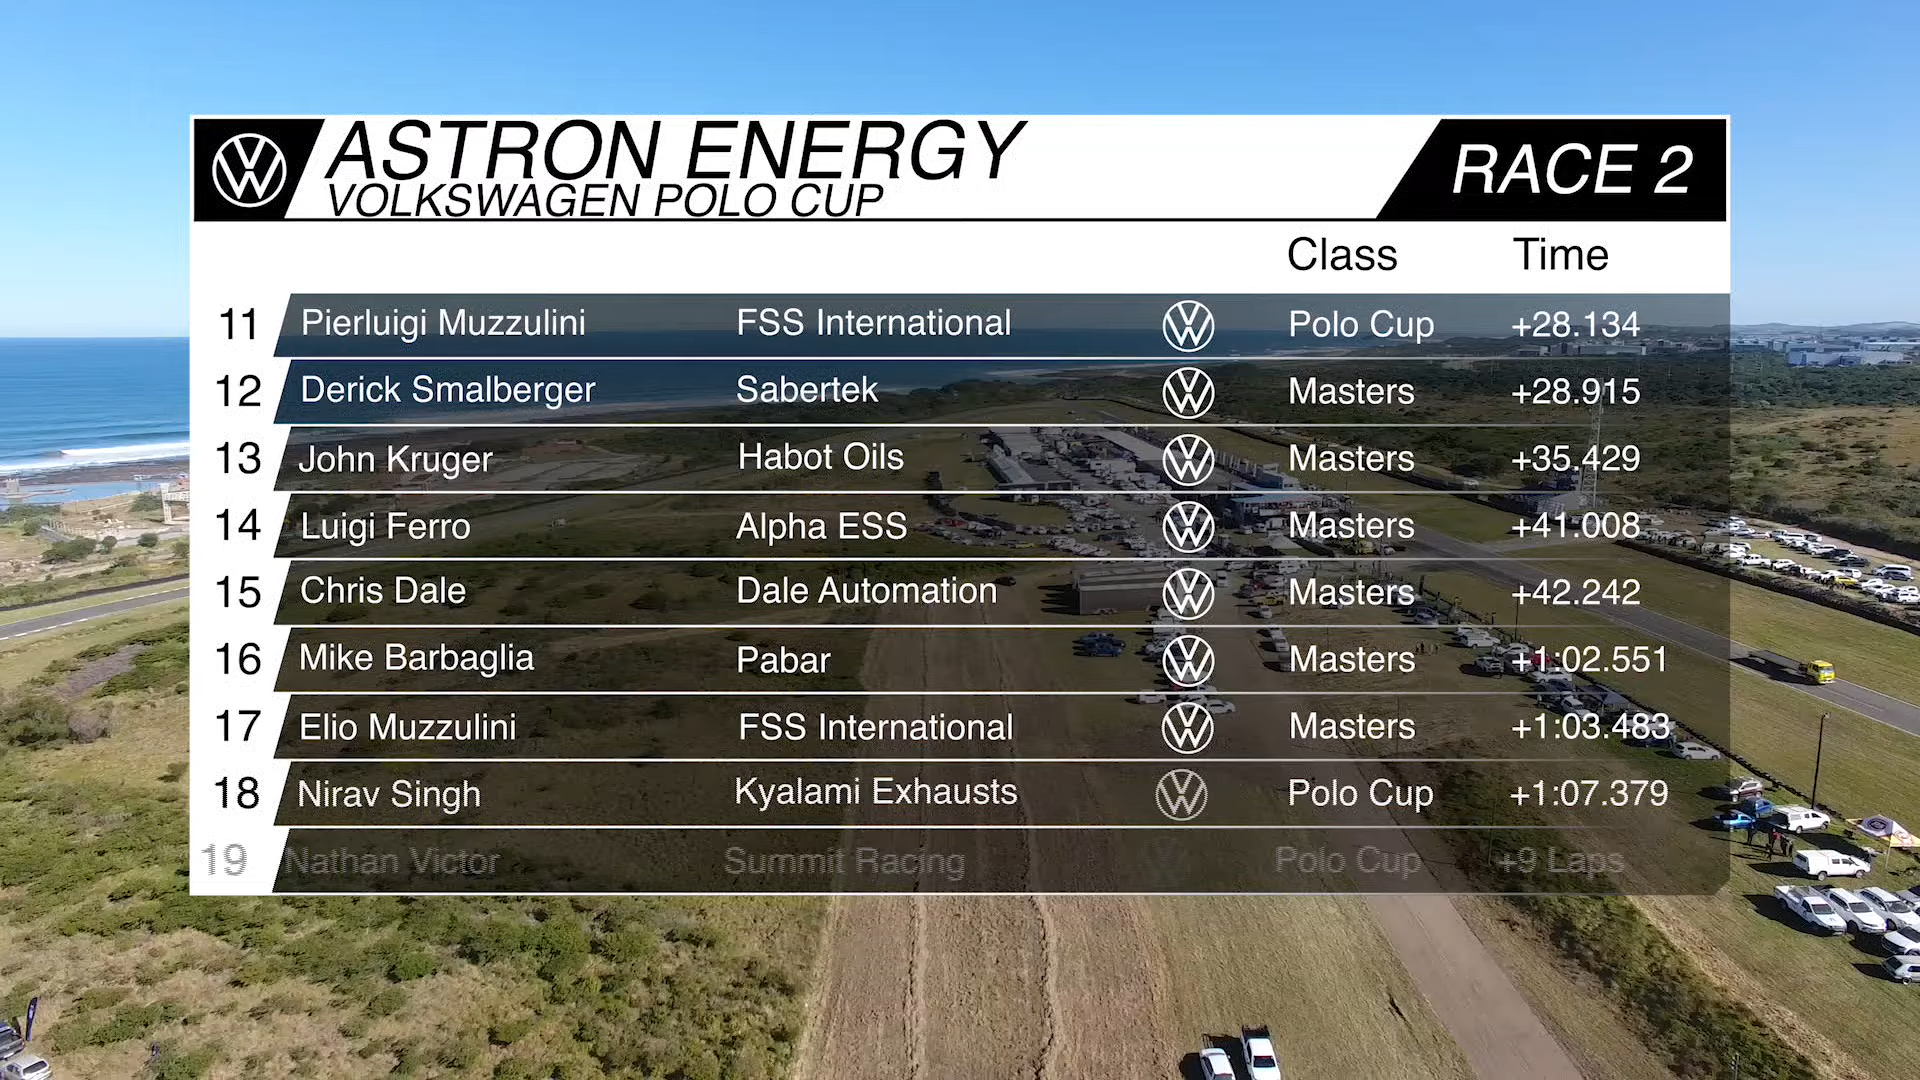 ASTRON ENERGY
VOLKSWAGEN POLO CUP
RACE 2
Class Time
11 Pierluigi Muzzulini FSS International Polo Cup +28.134
12 Derick Smalberger Sabertek Masters +28.915
13 John Kruger Habot Oils Masters +35.429
14 Luigi Ferro Alpha ESS Masters +41.008
15 Chris Dale Dale Automation Masters +42.242
16 Mike Barbaglia Pabar Masters +1:02.551
17 Elio Muzzulini FSS International Masters +1:03.483
18 Nirav Singh Kyalami Exhausts Polo Cup +1:07.379
19 Nathan Victor Summit Racing Polo Cup +9 Laps